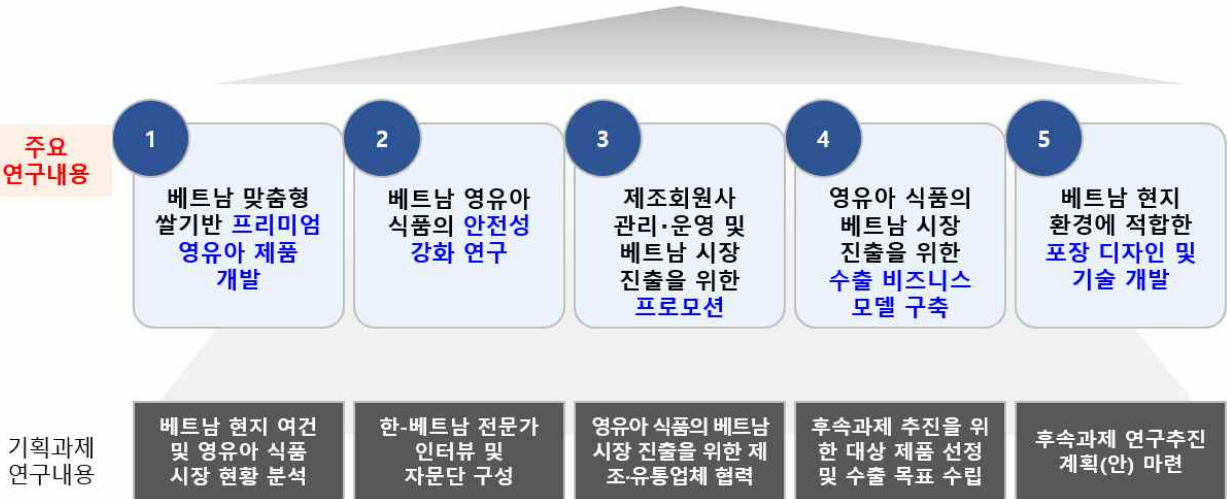 주요
연구내용
1
베트남 맞춤형
쌀기반 프리미엄
영유아 제품
개발
2
베트남 영유아
식품의 안전성
강화 연구
3
제조회원사
관리·운영 및
베트남 시장
진출을 위한
프로모션
4
영유아 식품의
베트남 시장
진출을 위한
수출 비즈니스
모델 구축
5
베트남 현지
환경에 적합한
포장 디자인 및
기술 개발
기획과제
연구내용
베트남 현지 여건
및 영유아 식품
시장 현황 분석
한-베트남 전문가
인터뷰 및
자문단 구성
영유아 식품의 베트남
시장 진출을 위한 제
조·유통업체 협력
후속과제 추진을 위
한 대상 제품 선정
및 수출 목표 수립
후속과제 연구추진
계획(안) 마련